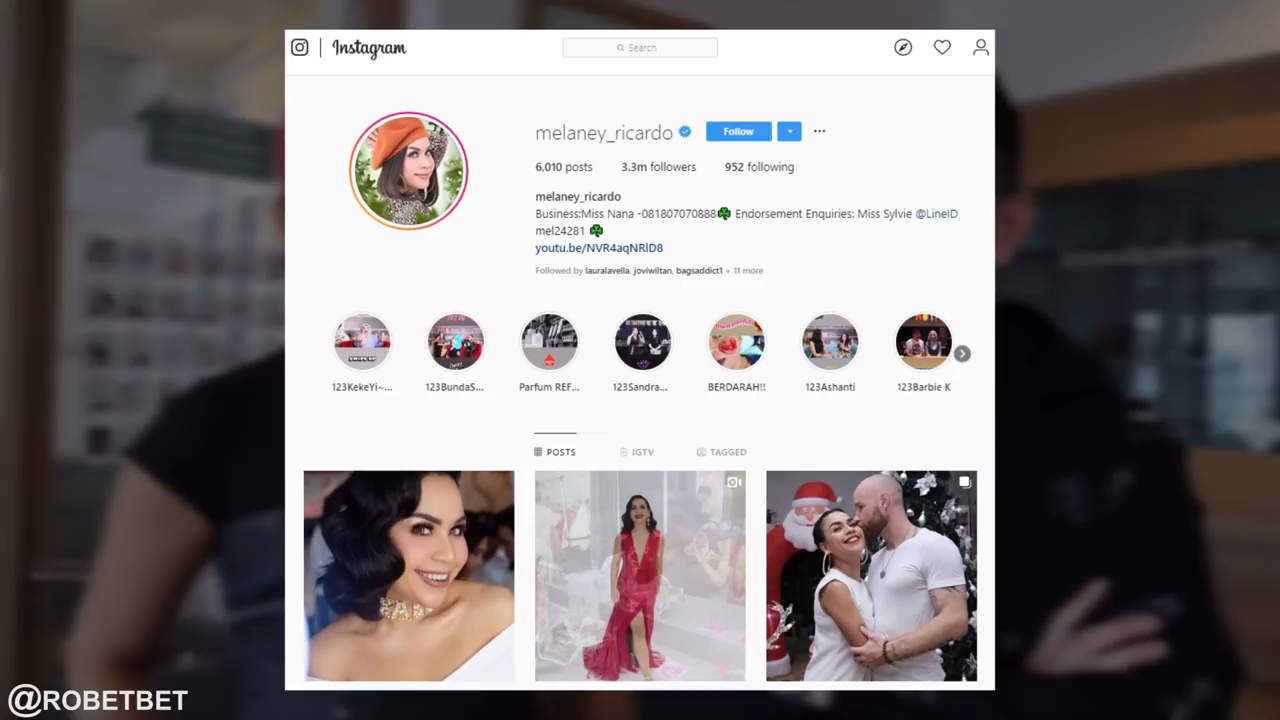 Instagram
Search
melaney_ricardo
Follow
6,010 posts 3.3m followers 952 following
melaney_ricardo
Business:Miss Nana -081807070888🍀 Endorsement Enquiries: Miss Sylvie @LineID
mel24281 🍀
youtu.be/NVR4aqNRlD8
Followed by lauralavella, joviwiltan, bagsaddict1 + 11 more
123KekeYi~... 123BundaS... Parfum REF... 123Sandra... BERDARAH!! 123Ashanti 123Barbie K
POSTS IGTV TAGGED
@ROBETBET